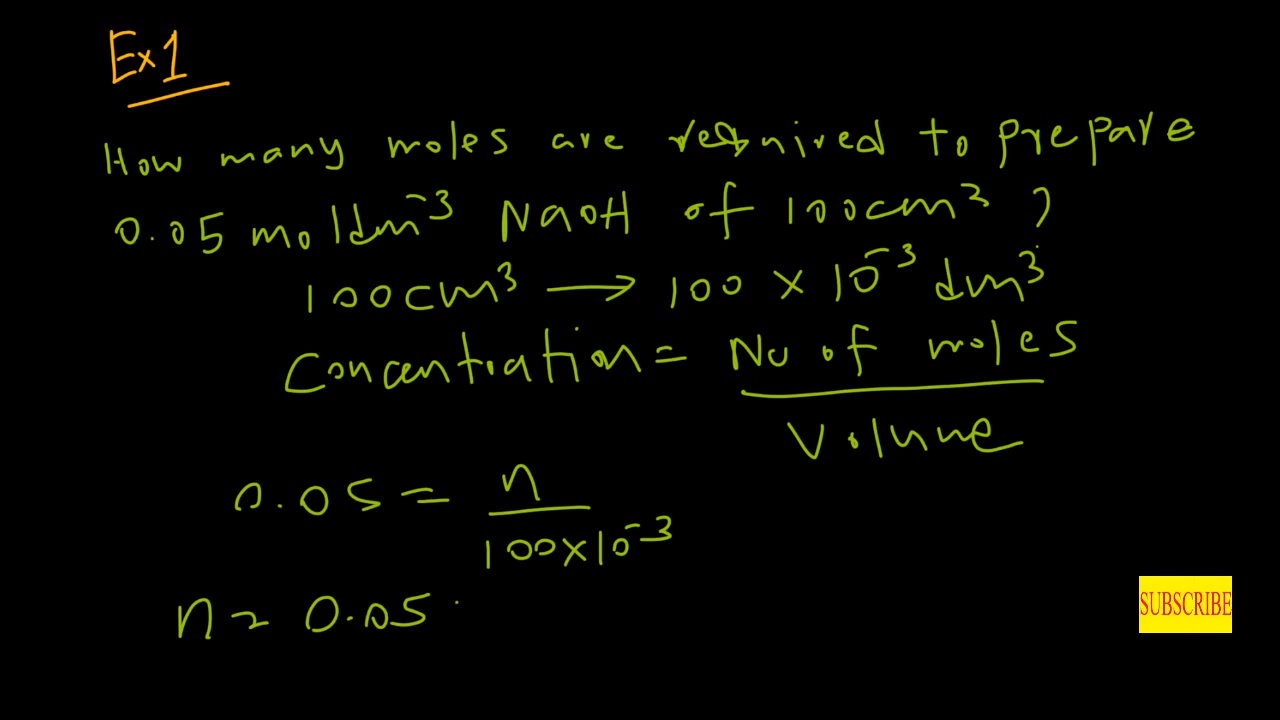 Ex1
How many moles are required to prepare
0.05 moldm⁻³ NaOH of 100cm³ ?
100cm³ → 100 × 10⁻³ dm³
Concentration = No of moles
Volume
0.05 = n
100×10⁻³
n = 0.05
SUBSCRIBE